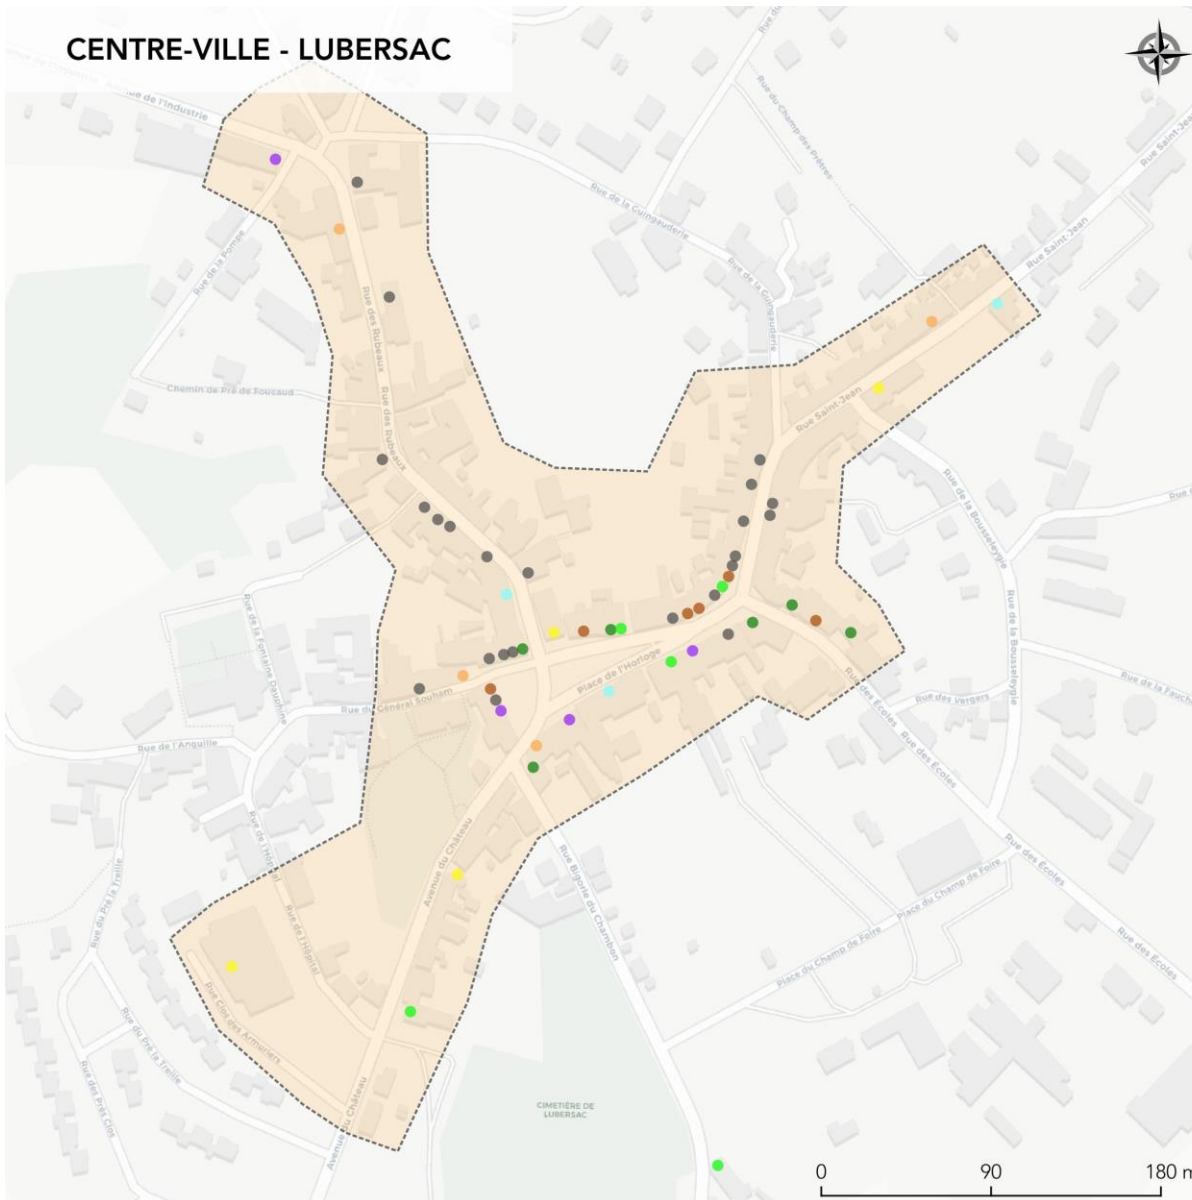 CENTRE-VILLE - LUBERSAC
Rue du Champ des Prêtres
Rue Saint-Jean
Rue de la Guingauderie
Rue de la Pompe
Rue de la Guingauderie
Rue Saint-Jean
Rue des Rubeaux
Chemin de Pré de Foucaud
Rue des Rubeaux
Rue Saint-Jean
Rue de la Bousseleygie
Rue de la Fontaine Dauphine
Rue de la Bousseleygie
Place de l'Horloge
Général Souham
Rue des Écoles
Rue des Vergers
Rue de la Fauch
Rue de l'Anguille
Rue des Écoles
Avenue du Château
Rue de l'Hôpital
Rue Bigorie du Chambon
Rue des Écoles
Place du Champ de Foire
Rue du Pré la Treille
Rue de l'Hôpital
Place du Champ de Foire
Rue des Écoles
Rue Clos des Armuriers
Rue du Pré la Treille
Rue des Prés Clos
Avenue du Château
CIMETIÈRE DE
LUBERSAC
0 90 180 m